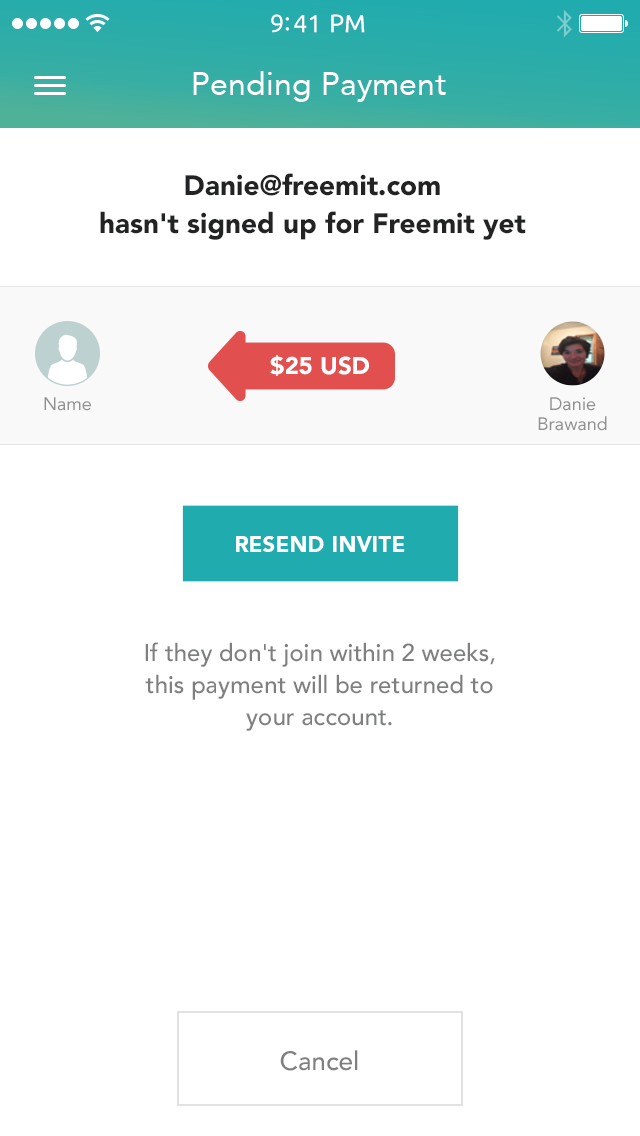 9:41 PM
Pending Payment
Danie@freemit.com
hasn't signed up for Freemit yet
$25 USD
Name
Danie
Brawand
RESEND INVITE
If they don't join within 2 weeks,
this payment will be returned to
your account.
Cancel